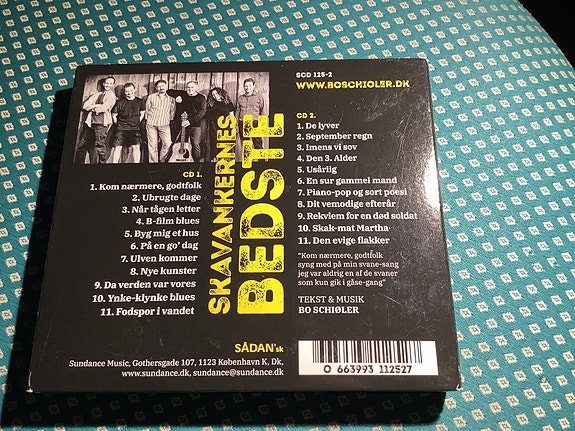 SCD 125-2
WWW.BOSCHIOLER.DK
SKAVANKERNES
BEDSTE
CD 1.
1. Kom nærmere, godtfolk
2. Ubrugte dage
3. Når tågen letter
4. B-film blues
5. Byg mig et hus
6. På en go' dag
7. Ulven kommer
8. Nye kunster
9. Da verden var vores
10. Ynke-klynke blues
11. Fodspor i vandet
CD 2.
1. De lyver
2. September regn
3. Imens vi sov
4. Den 3. Alder
5. Usårlig
6. En sur gammel mand
7. Piano-pop og sort poesi
8. Dit vemodige efterår
9. Rekviem for en død soldat
10. Skak-mat Martha
11. Den evige flakker
"Kom nærmere, godtfolk
syng med på min svane-sang
jeg var aldrig en af de svaner
som kun gik i gåse-gang"
TEKST & MUSIK
BO SCHIØLER
SÅDAN'sk
Sundance Music, Gothersgade 107, 1123 København K, Dk,
www.sundance.dk, sundance@sundance.dk
0 663993 112527